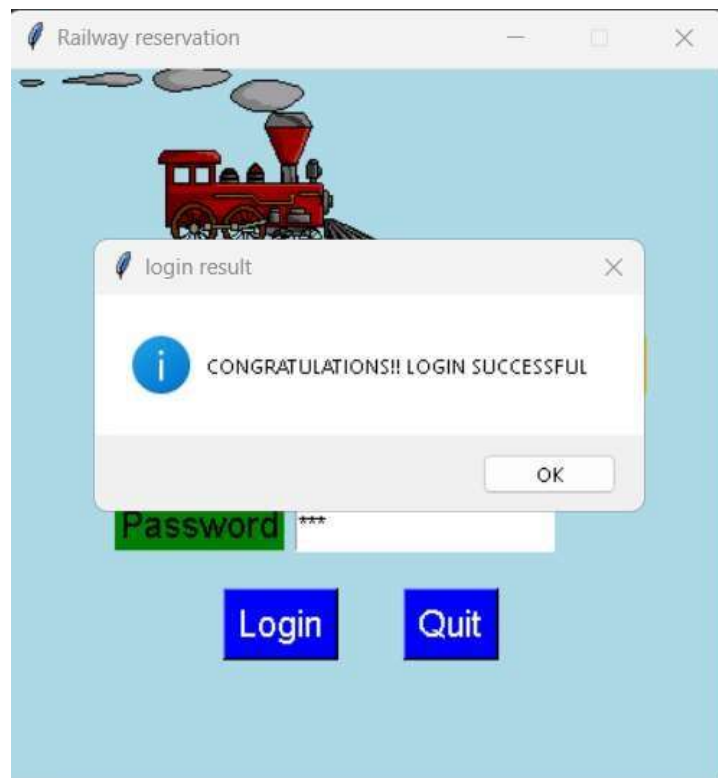 Railway reservation
login result
CONGRATULATIONS!! LOGIN SUCCESSFUL
OK
Password ***
Login Quit